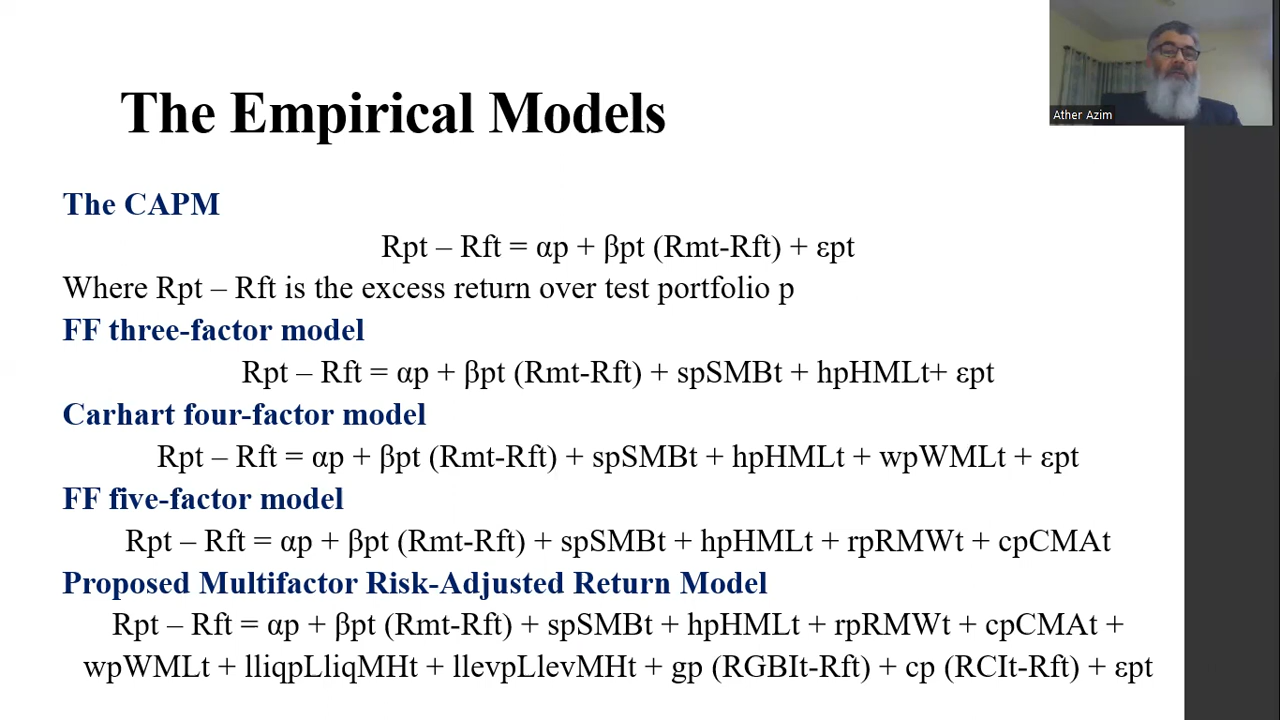 The Empirical Models
Ather Azim
The CAPM
Rpt – Rft = αp + βpt (Rmt-Rft) + εpt
Where Rpt – Rft is the excess return over test portfolio p
FF three-factor model
Rpt – Rft = αp + βpt (Rmt-Rft) + spSMBt + hpHMLt+ εpt
Carhart four-factor model
Rpt – Rft = αp + βpt (Rmt-Rft) + spSMBt + hpHMLt + wpWMLt + εpt
FF five-factor model
Rpt – Rft = αp + βpt (Rmt-Rft) + spSMBt + hpHMLt + rpRMWt + cpCMAt
Proposed Multifactor Risk-Adjusted Return Model
Rpt – Rft = αp + βpt (Rmt-Rft) + spSMBt + hpHMLt + rpRMWt + cpCMAt +
wpWMLt + lliqpLliqMHt + llevpLlevMHt + gp (RGBIt-Rft) + cp (RCIt-Rft) + εpt